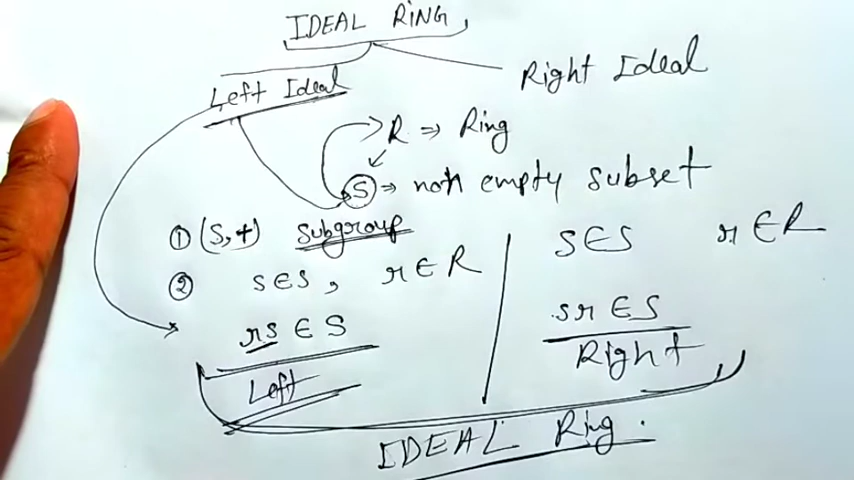 IDEAL RING
Left Ideal
Right Ideal
R ⇒ Ring
S ⇒ non empty subset
① (S, +) Subgroup
② s∈S, r∈R
rs ∈ S
Left
s∈S r∈R
sr ∈ S
Right
IDEAL Ring.